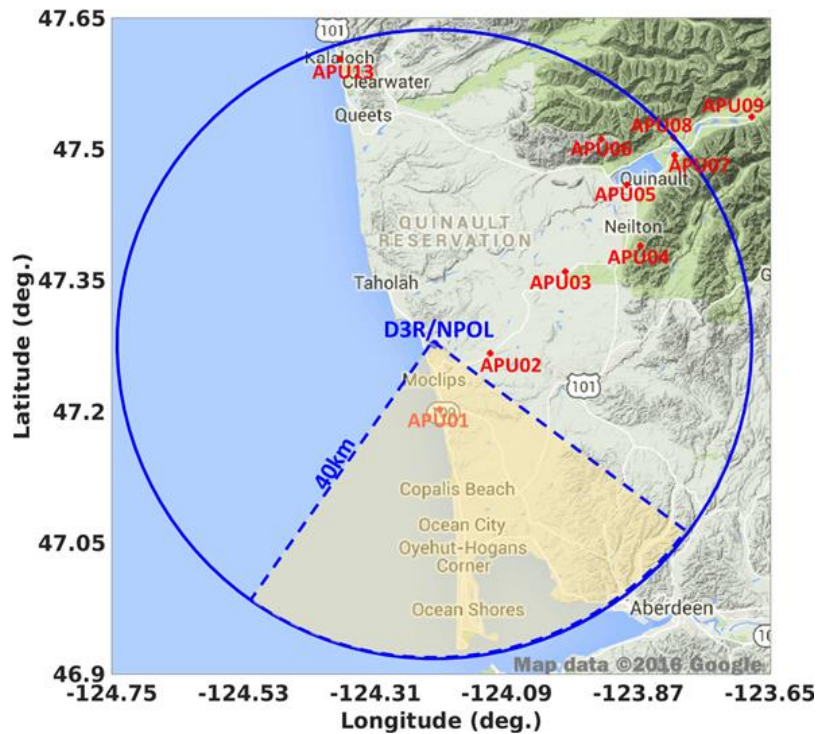 47.65
47.5
47.35
47.2
47.05
46.9
Latitude (deg.)
101
Kalaloch
APU13
Clearwater
Queets
APU09
APU08
APU06
APU07
Quinault
APU05
QUINAULT
RESERVATION
Neilton
APU04
APU03
Taholah
D3R/NPOL
APU02
Moclips
101
APU01
40km
Copalis Beach
Ocean City
Oyehut-Hogans
Corner
Ocean Shores
Aberdeen
Map data ©2016 Google
-124.75 -124.53 -124.31 -124.09 -123.87 -123.65
Longitude (deg.)